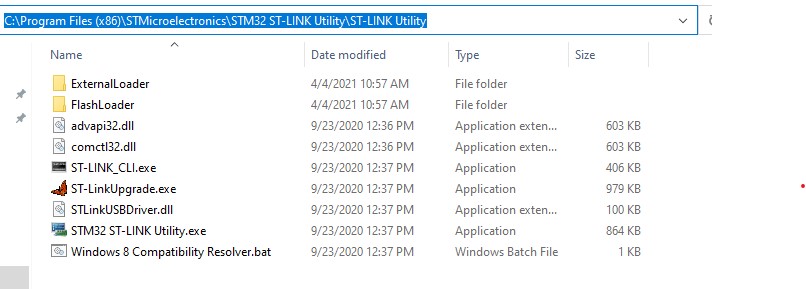 C:\Program Files (x86)\STMicroelectronics\STM32 ST-LINK Utility\ST-LINK Utility
Name Date modified Type Size
ExternalLoader 4/4/2021 10:57 AM File folder
FlashLoader 4/4/2021 10:57 AM File folder
advapi32.dll 9/23/2020 12:36 PM Application exten... 603 KB
comctl32.dll 9/23/2020 12:36 PM Application exten... 603 KB
ST-LINK_CLI.exe 9/23/2020 12:37 PM Application 406 KB
ST-LinkUpgrade.exe 9/23/2020 12:37 PM Application 979 KB
STLinkUSBDriver.dll 9/23/2020 12:37 PM Application exten... 100 KB
STM32 ST-LINK Utility.exe 9/23/2020 12:37 PM Application 864 KB
Windows 8 Compatibility Resolver.bat 9/23/2020 12:37 PM Windows Batch File 1 KB